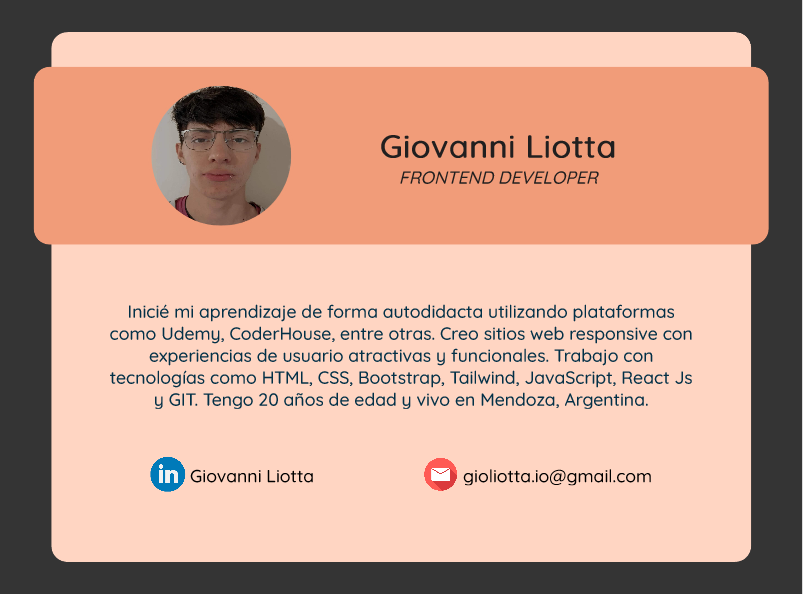 Giovanni Liotta
FRONTEND DEVELOPER
Inicié mi aprendizaje de forma autodidacta utilizando plataformas
como Udemy, CoderHouse, entre otras. Creo sitios web responsive con
experiencias de usuario atractivas y funcionales. Trabajo con
tecnologías como HTML, CSS, Bootstrap, Tailwind, JavaScript, React Js
y GIT. Tengo 20 años de edad y vivo en Mendoza, Argentina.
in Giovanni Liotta
gioliotta.io@gmail.com